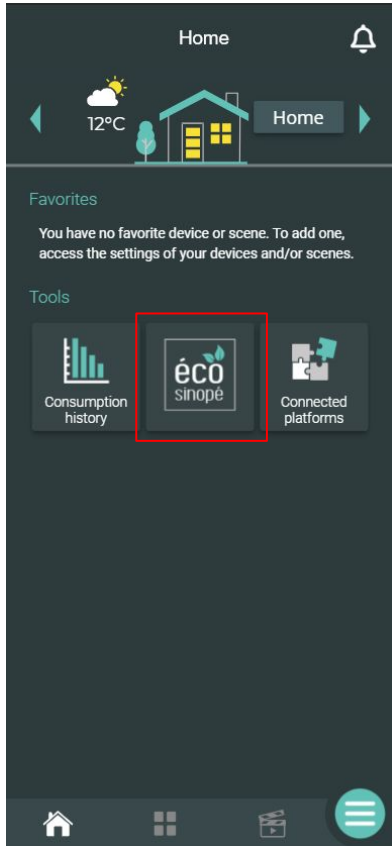 Home
12°C
Home
Favorites
You have no favorite device or scene. To add one,
access the settings of your devices and/or scenes.
Tools
Consumption
history
éco
sinopé
Connected
platforms